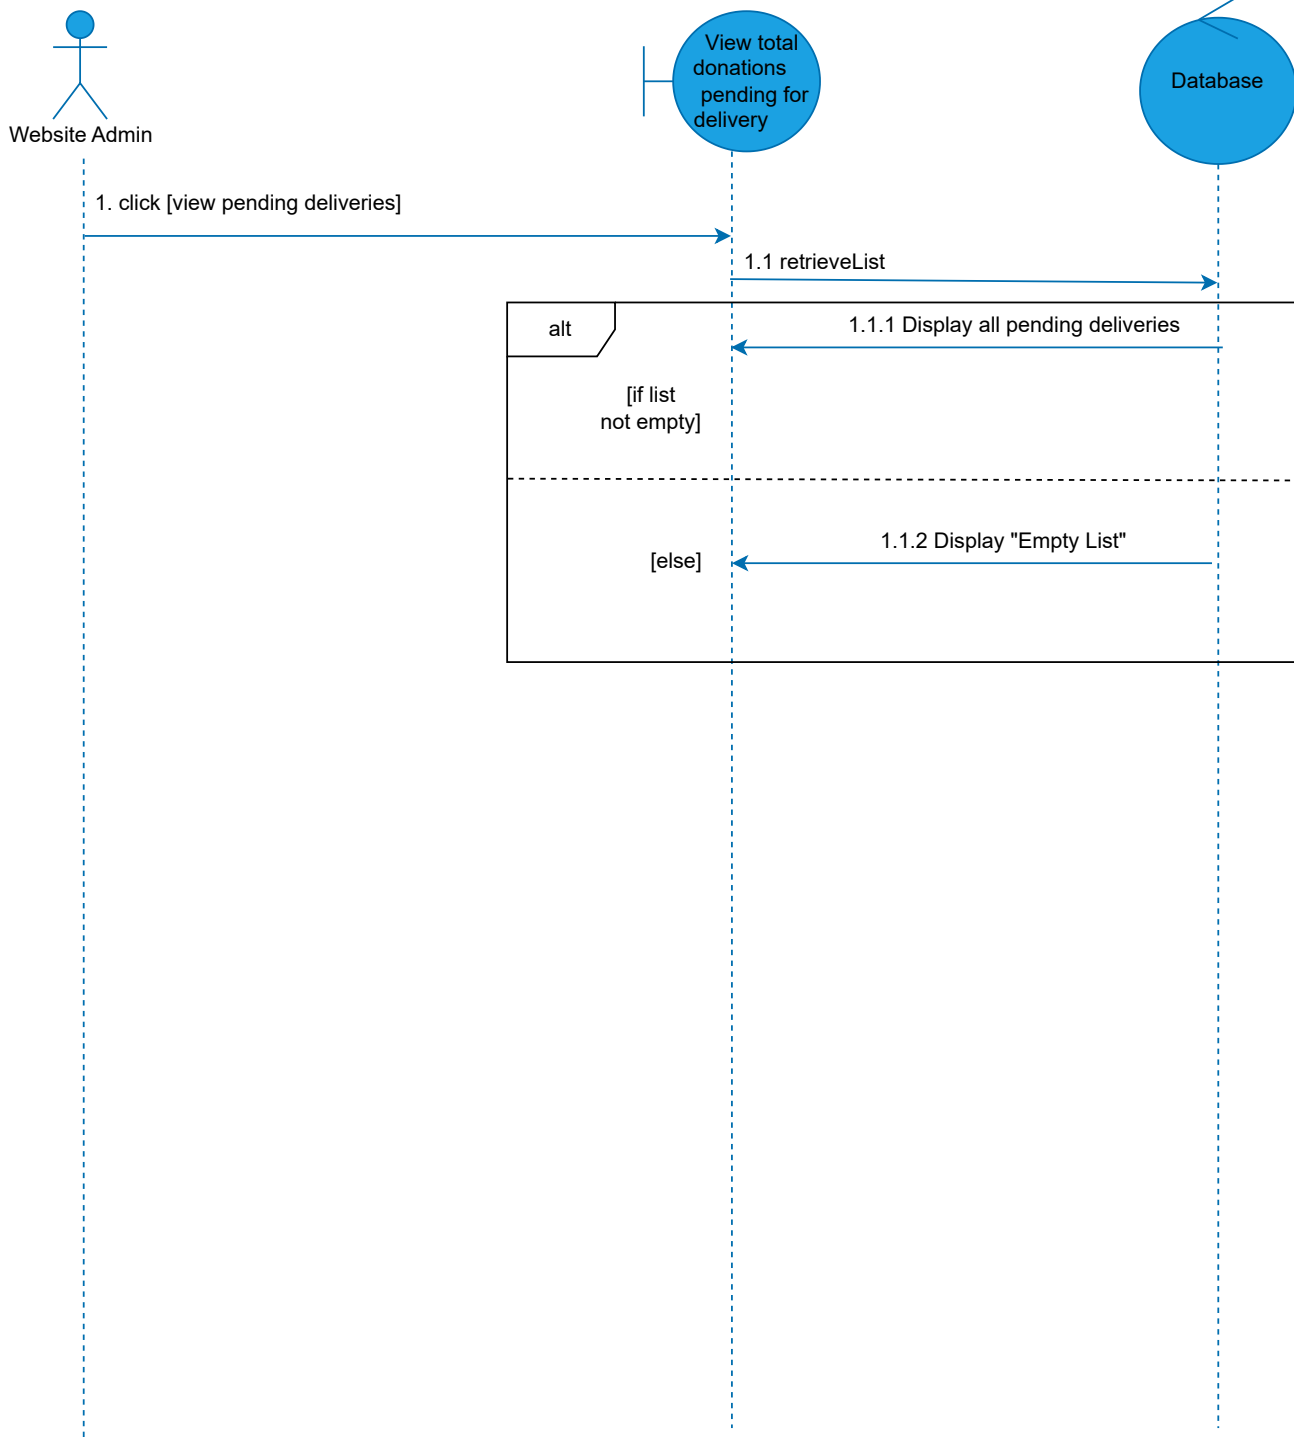 View total
donations
pending for
delivery
Database
Website Admin
1. click [view pending deliveries]
1.1 retrieveList
alt
1.1.1 Display all pending deliveries
[if list
not empty]
1.1.2 Display "Empty List"
[else]